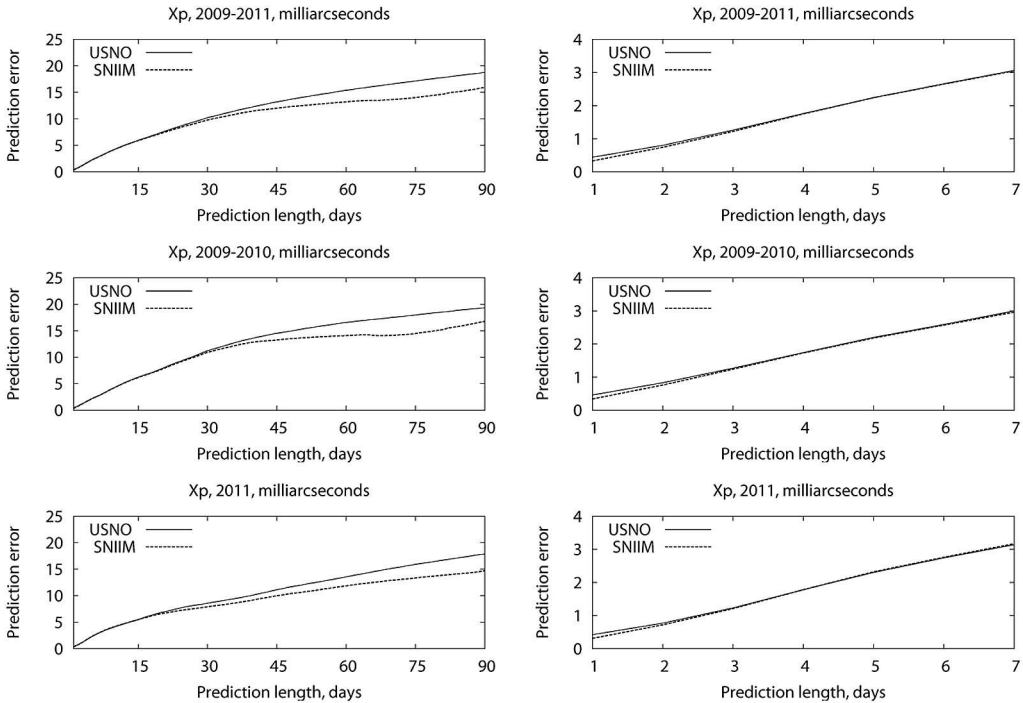 Xp, 2009-2011, milliarcseconds
Prediction error
25
20
15
10
5
0
USNO
SNIIM
15 30 45 60 75 90
Prediction length, days
Xp, 2009-2011, milliarcseconds
Prediction error
4
3
2
1
0
USNO
SNIIM
1 2 3 4 5 6 7
Prediction length, days
Xp, 2009-2010, milliarcseconds
Prediction error
25
20
15
10
5
0
USNO
SNIIM
15 30 45 60 75 90
Prediction length, days
Xp, 2009-2010, milliarcseconds
Prediction error
4
3
2
1
0
USNO
SNIIM
1 2 3 4 5 6 7
Prediction length, days
Xp, 2011, milliarcseconds
Prediction error
25
20
15
10
5
0
USNO
SNIIM
15 30 45 60 75 90
Prediction length, days
Xp, 2011, milliarcseconds
Prediction error
4
3
2
1
0
USNO
SNIIM
1 2 3 4 5 6 7
Prediction length, days